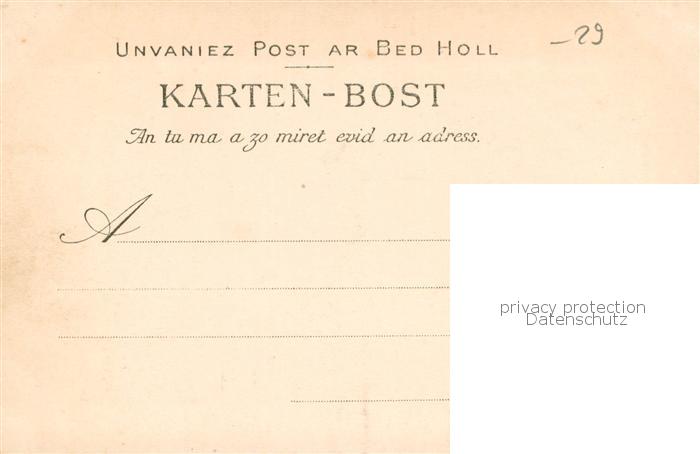 Unvaniez Post ar Bed Holl
— 29
KARTEN-BOST
An tu ma a zo miret evid an adress.
A
privacy protection
Datenschutz